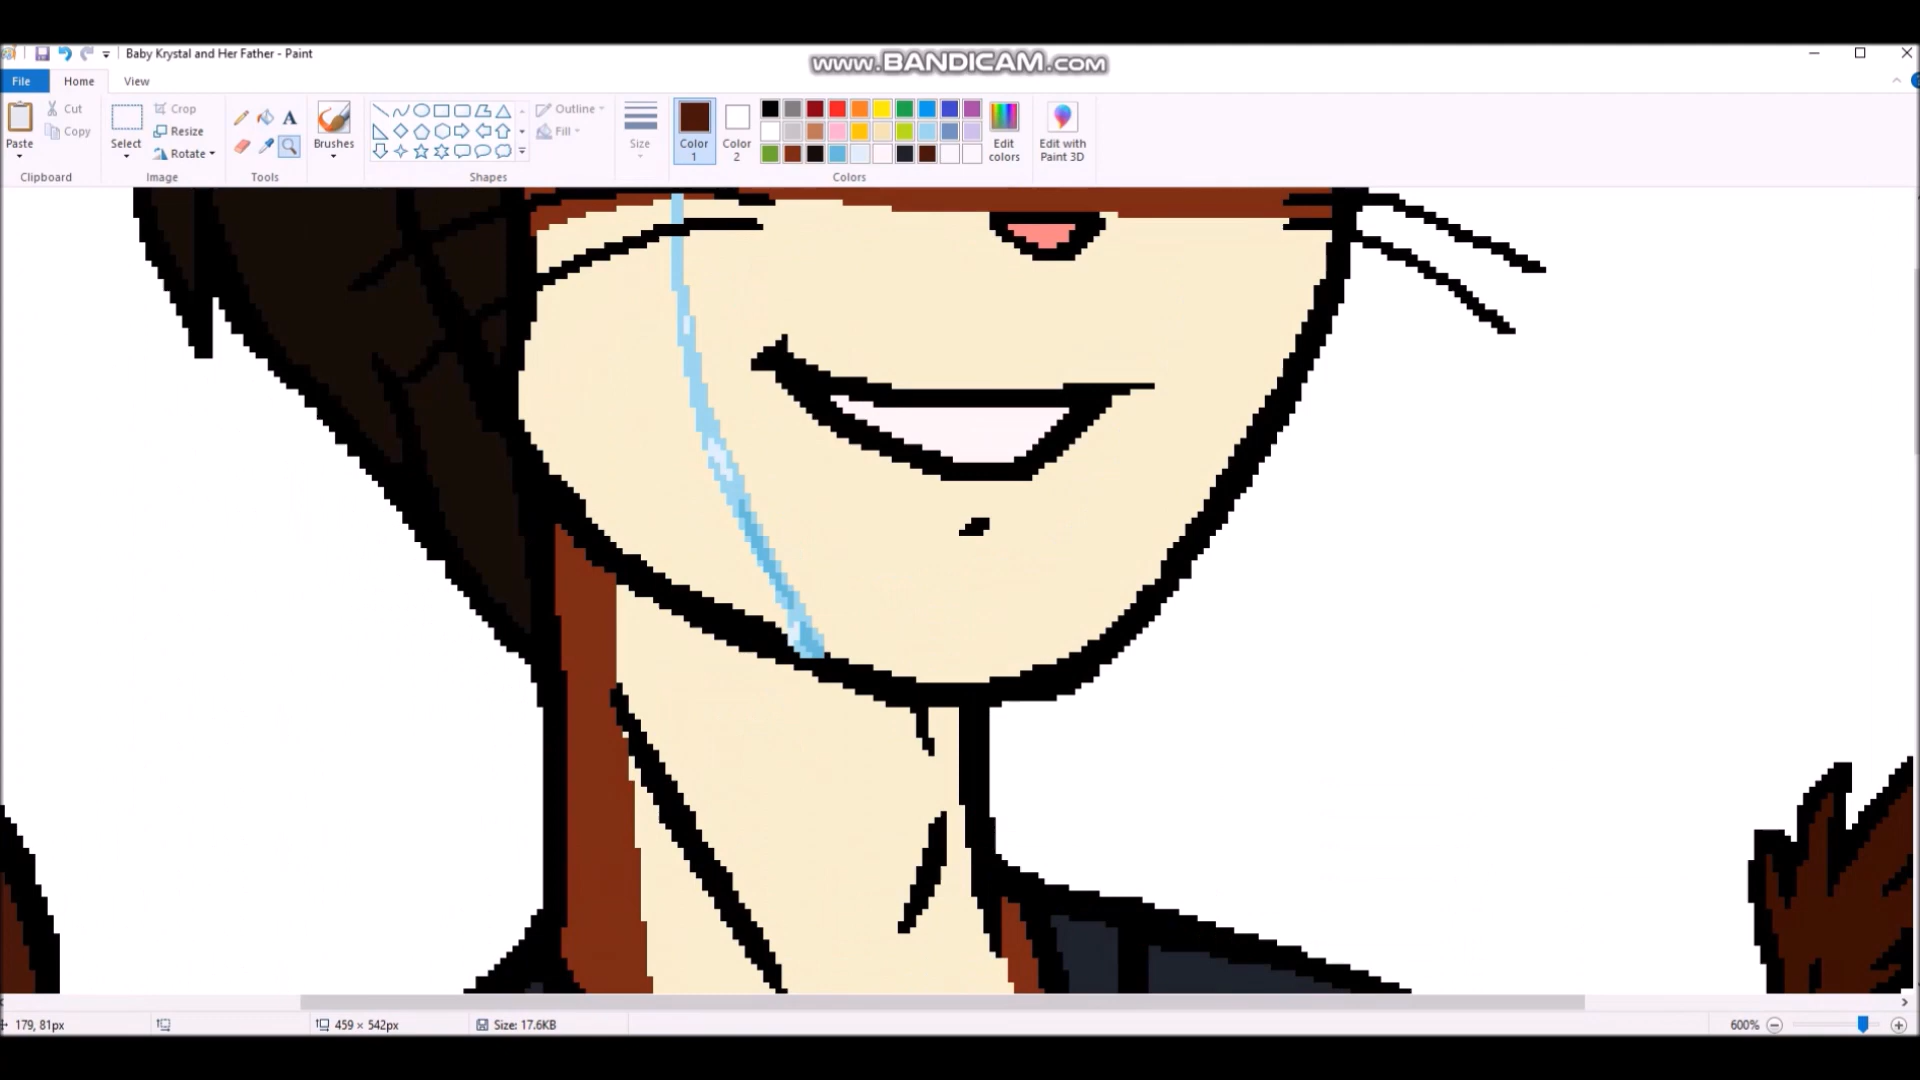 Baby Krystal and Her Father - Paint
www.BANDICAM.com
File Home View
Cut
Copy
Paste
Clipboard
Select
Crop
Resize
Rotate
Image
A
Tools
Brushes
Outline
Fill
Shapes
Size
Color 1
Color 2
Edit colors
Colors
Edit with Paint 3D
179, 81px
459 × 542px
Size: 17.6KB
600%